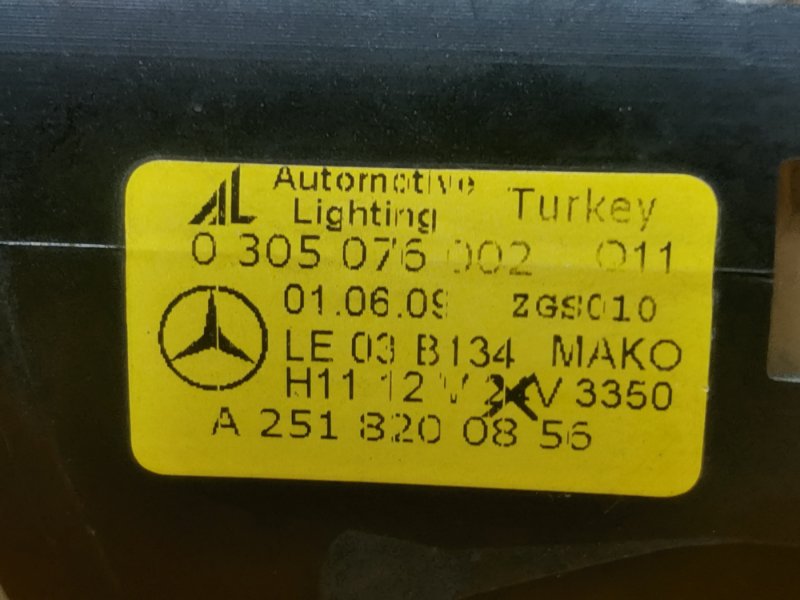 AL Automotive Lighting Turkey
0 305 076 002 011
01.06.09 ZGS010
LE 03 B134 MAKO
H11 12 V 24V 3350
A 251 820 08 56